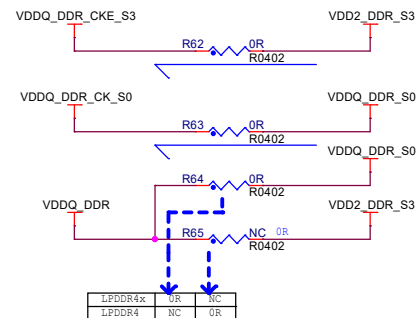 VDDQ_DDR_CKE_S3 VDD2_DDR_S3
R62 0R
R0402
VDDQ_DDR_CK_S0 VDDQ_DDR_S0
R63 0R
R0402
VDDQ_DDR_S0
R64 0R
R0402
VDDQ_DDR VDD2_DDR_S3
R65 NC 0R
R0402
LPDDR4x 0R NC
LPDDR4 NC 0R